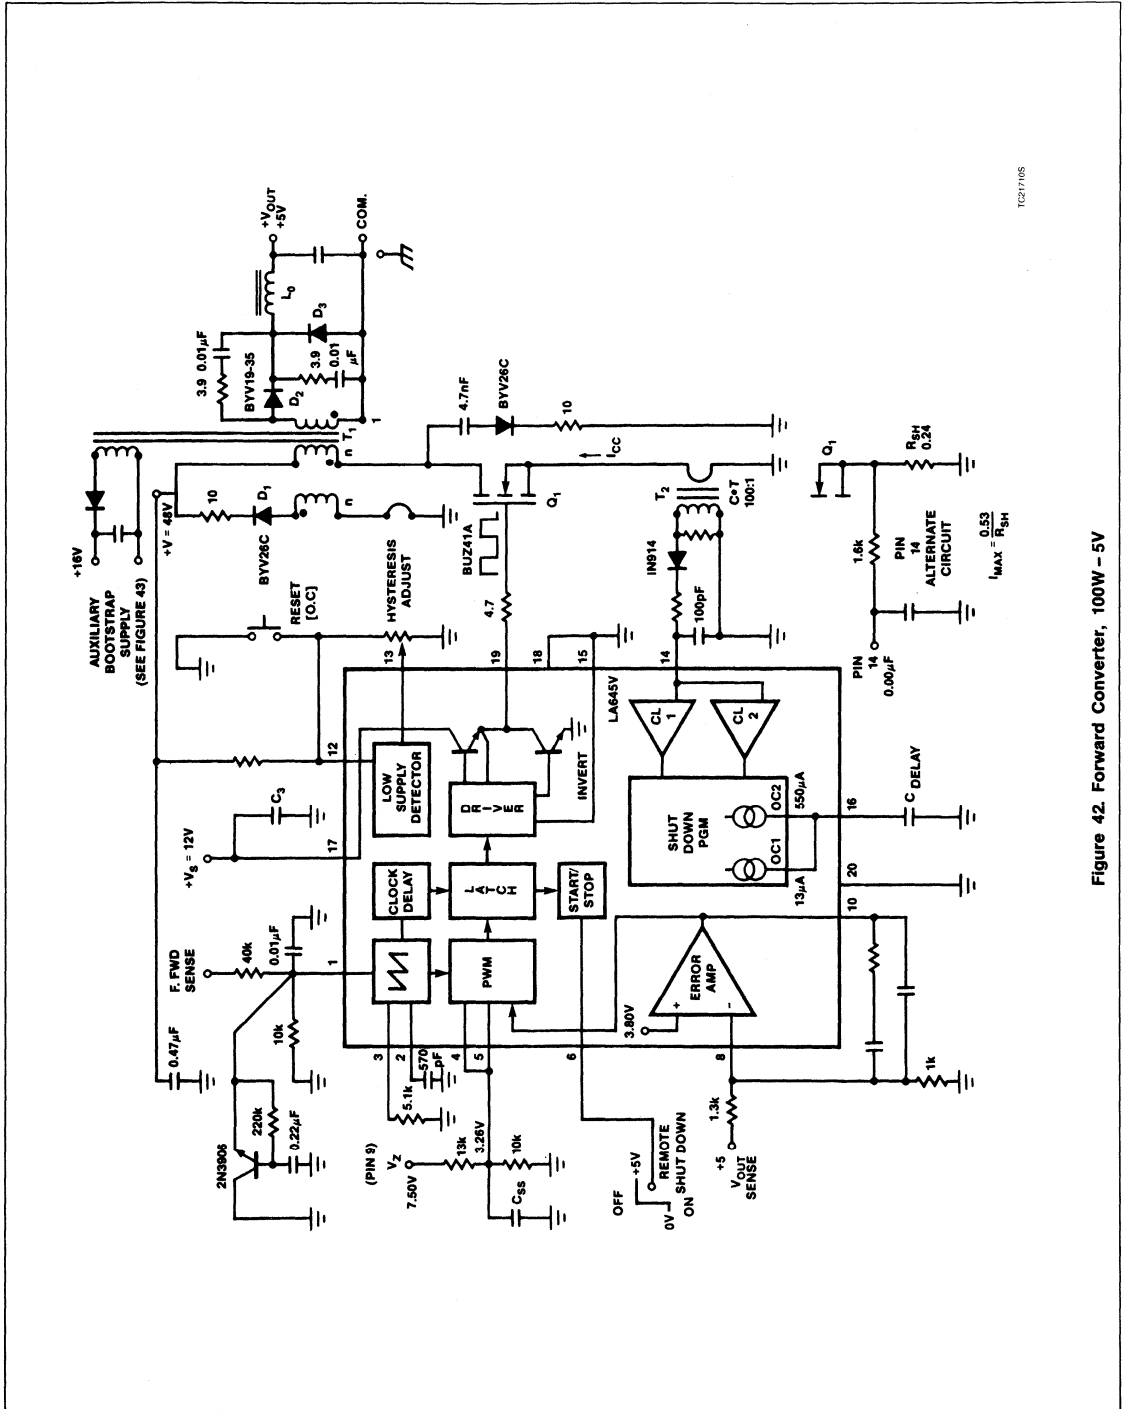 AUXILIARY
BOOTSTRAP
SUPPLY
(SEE FIGURE 43)
+16V
+V = 48V
10
D1
BYV26C
n
n
T1
1
3.9 0.01μF
BYV19-35
D2
3.9
0.01
μF
D3
L0
+VOUT
+5V
COM.
RESET
[O.C]
HYSTERESIS
ADJUST
BUZ41A
4.7
Q1
4.7nF
BYV26C
10
ICC
T2
C•T
100:1
IN914
100pF
Q1
RSH
0.24
1.6k
PIN
14
ALTERNATE
CIRCUIT
IMAX = 0.53
RSH
PIN
14
0.00μF
+VS = 12V
C3
F. FWD
SENSE
40k
0.01μF
10k
0.47μF
2N3906
220k
0.22μF
12
13
17
19
18
15
14
1
3
2
4
5
6
8
10
20
16
LA645V
LOW
SUPPLY
DETECTOR
CLOCK
DELAY
LATCH
DRIVER
INVERT
PWM
START/
STOP
CL
1
CL
2
SHUT
DOWN
PGM
OC1
OC2
13μA
550μA
ERROR
AMP
+
−
3.80V
570
pF
5.1k
(PIN 9)
VZ
7.50V
13k
3.26V
10k
CSS
OFF
+5V
0V
ON
REMOTE
SHUT DOWN
+5
VOUT
SENSE
1.3k
1k
C DELAY
TC21710S
Figure 42. Forward Converter, 100W – 5V